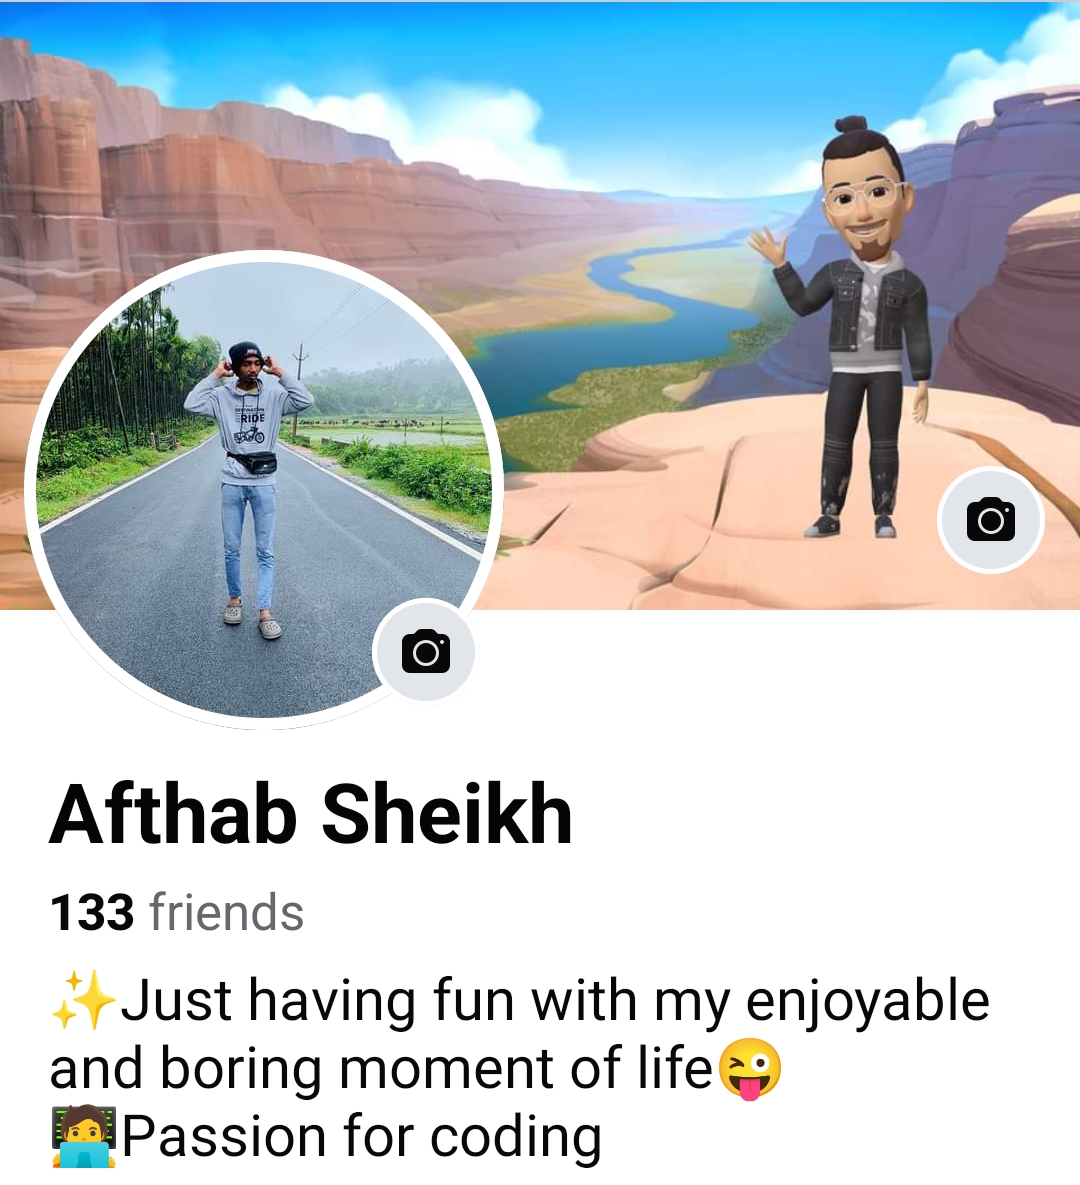 DESTINATION
RIDE
Afthab Sheikh
133 friends
✨Just having fun with my enjoyable
and boring moment of life😜
🧑‍💻Passion for coding